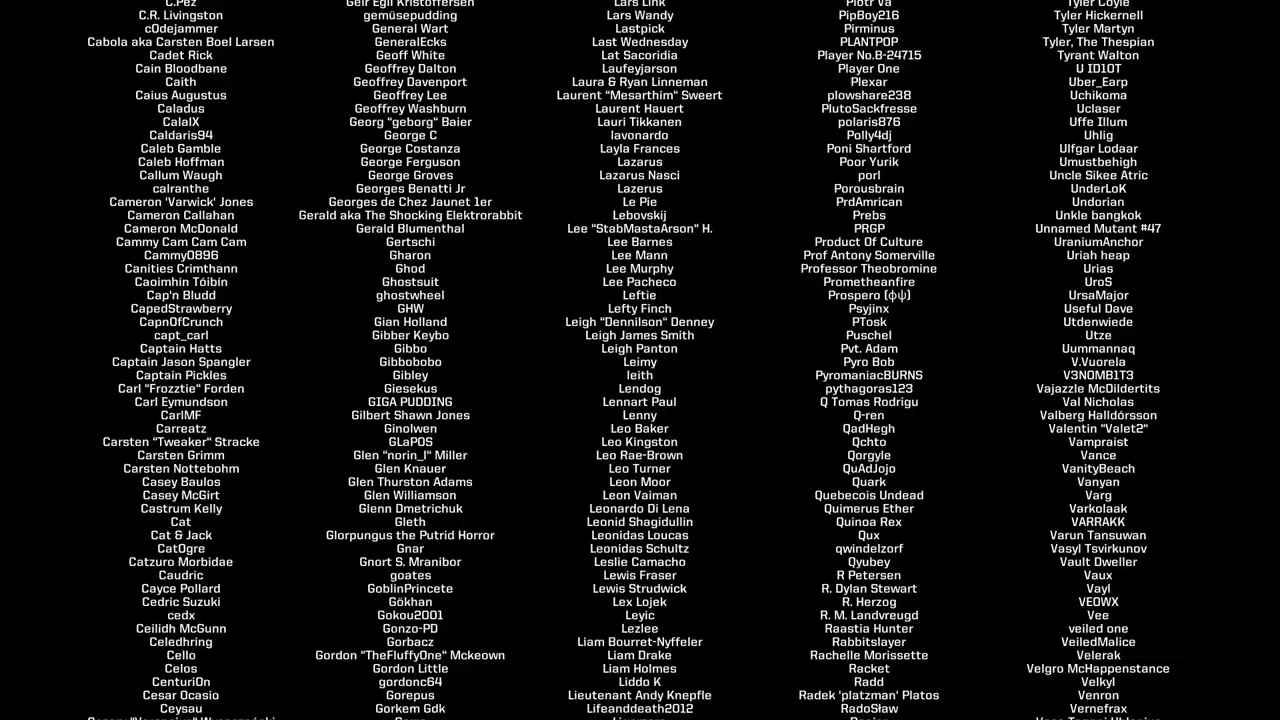 C.Pez
C.R. Livingston
c0dejammer
Cabola aka Carsten Boel Larsen
Cadet Rick
Cain Bloodbane
Caith
Caius Augustus
Caladus
CalalX
Caldaris94
Caleb Gamble
Caleb Hoffman
Callum Waugh
calranthe
Cameron 'Varwick' Jones
Cameron Callahan
Cameron McDonald
Cammy Cam Cam Cam
Cammy0896
Canities Crimthann
Caoimhin Tóibín
Cap'n Bludd
CapedStrawberry
CapnOfCrunch
capt_carl
Captain Hatts
Captain Jason Spangler
Captain Pickles
Carl "Frozztie" Forden
Carl Eymundson
CarlMF
Carreatz
Carsten "Tweaker" Stracke
Carsten Grimm
Carsten Nottebohm
Casey Baulos
Casey McGirt
Castrum Kelly
Cat
Cat & Jack
CatOgre
Catzuro Morbidae
Caudric
Cayce Pollard
Cedric Suzuki
cedx
Ceilidh McGunn
Celedhring
Cello
Celos
Centuri0n
Cesar Ocasio
Ceysau
Geir Egil Kristoffersen
gemüsepudding
General Wart
GeneralEcks
Geoff White
Geoffrey Dalton
Geoffrey Davenport
Geoffrey Lee
Geoffrey Washburn
Georg "geborg" Baier
George C
George Costanza
George Ferguson
George Groves
Georges Benatti Jr
Georges de Chez Jaunet 1er
Gerald aka The Shocking Elektrorabbit
Gerald Blumenthal
Gertschi
Gharon
Ghod
Ghostsuit
ghostwheel
GHW
Gian Holland
Gibber Keybo
Gibbo
Gibbobobo
Gibley
Giesekus
GIGA PUDDING
Gilbert Shawn Jones
Ginolwen
GLaPOS
Glen "norin_l" Miller
Glen Knauer
Glen Thurston Adams
Glen Williamson
Glenn Dmetrichuk
Gleth
Glorpungus the Putrid Horror
Gnar
Gnort S. Mranibor
goates
GoblinPrincete
Gökhan
Gokou2001
Gonzo-PD
Gorbacz
Gordon "TheFluffyOne" Mckeown
Gordon Little
gordonc64
Gorepus
Gorkem Gdk
Lars Link
Lars Wandy
Lastpick
Last Wednesday
Lat Sacoridia
Laufeyjarson
Laura & Ryan Linneman
Laurent "Mesarthim" Sweert
Laurent Hauert
Lauri Tikkanen
lavonardo
Layla Frances
Lazarus
Lazarus Nasci
Lazerus
Le Pie
Lebovskij
Lee "StabMastaArson" H.
Lee Barnes
Lee Mann
Lee Murphy
Lee Pacheco
Leftie
Lefty Finch
Leigh "Dennilson" Denney
Leigh James Smith
Leigh Panton
Leimy
leith
Lendog
Lennart Paul
Lenny
Leo Baker
Leo Kingston
Leo Rae-Brown
Leo Turner
Leon Moor
Leon Vaiman
Leonardo Di Lena
Leonid Shagidullin
Leonidas Loucas
Leonidas Schultz
Leslie Camacho
Lewis Fraser
Lewis Strudwick
Lex Lojek
Leyic
Lezlee
Liam Bourret-Nyffeler
Liam Drake
Liam Holmes
Liddo K
Lieutenant Andy Knepfle
Lifeanddeath2012
Piotr Va
PipBoy216
Pirminus
PLANTPOP
Player No.B-24715
Player One
Plexar
plowshare238
PlutoSackfresse
polaris876
Polly4dj
Poni Shartford
Poor Yurik
porl
Porousbrain
PrdAmrican
Prebs
PRGP
Product Of Culture
Prof Antony Somerville
Professor Theobromine
Prometheanfire
Prospero (φψ)
Psyjinx
PTosk
Puschel
Pvt. Adam
Pyro Bob
PyromaniacBURNS
pythagoras123
Q Tomas Rodrigu
Q-ren
QadHegh
Qchto
Qorgyle
QuAdJojo
Quark
Quebecois Undead
Quimerus Ether
Quinoa Rex
Qux
qwindelzorf
Qyubey
R Petersen
R. Dylan Stewart
R. Herzog
R. M. Landvreugd
Raastia Hunter
Rabbitslayer
Rachelle Morissette
Racket
Radd
Radek 'platzman' Platos
RadoSław
Tyler Coyle
Tyler Hickernell
Tyler Martyn
Tyler, The Thespian
Tyrant Walton
U ID10T
Uber_Earp
Uchikoma
Uclaser
Uffe Illum
Uhlig
Ulfgar Lodaar
Umustbehigh
Uncle Sikee Atric
UnderLoK
Undorian
Unkle bangkok
Unnamed Mutant #47
UraniumAnchor
Uriah heap
Urias
UroS
UrsaMajor
Useful Dave
Utdenwiede
Utze
Uummannaq
V.Vuorela
V3N0MB1T3
Vajazzle McDildertits
Val Nicholas
Valberg Halldórsson
Valentin "Valet2"
Vampraist
Vance
VanityBeach
Vanyan
Varg
Varkolaak
VARRAKK
Varun Tansuwan
Vasyl Tsvirkunov
Vault Dweller
Vaux
Vayl
VEOWX
Vee
veiled one
VeiledMalice
Velerak
Velgro McHappenstance
Velkyl
Venron
Vernefrax